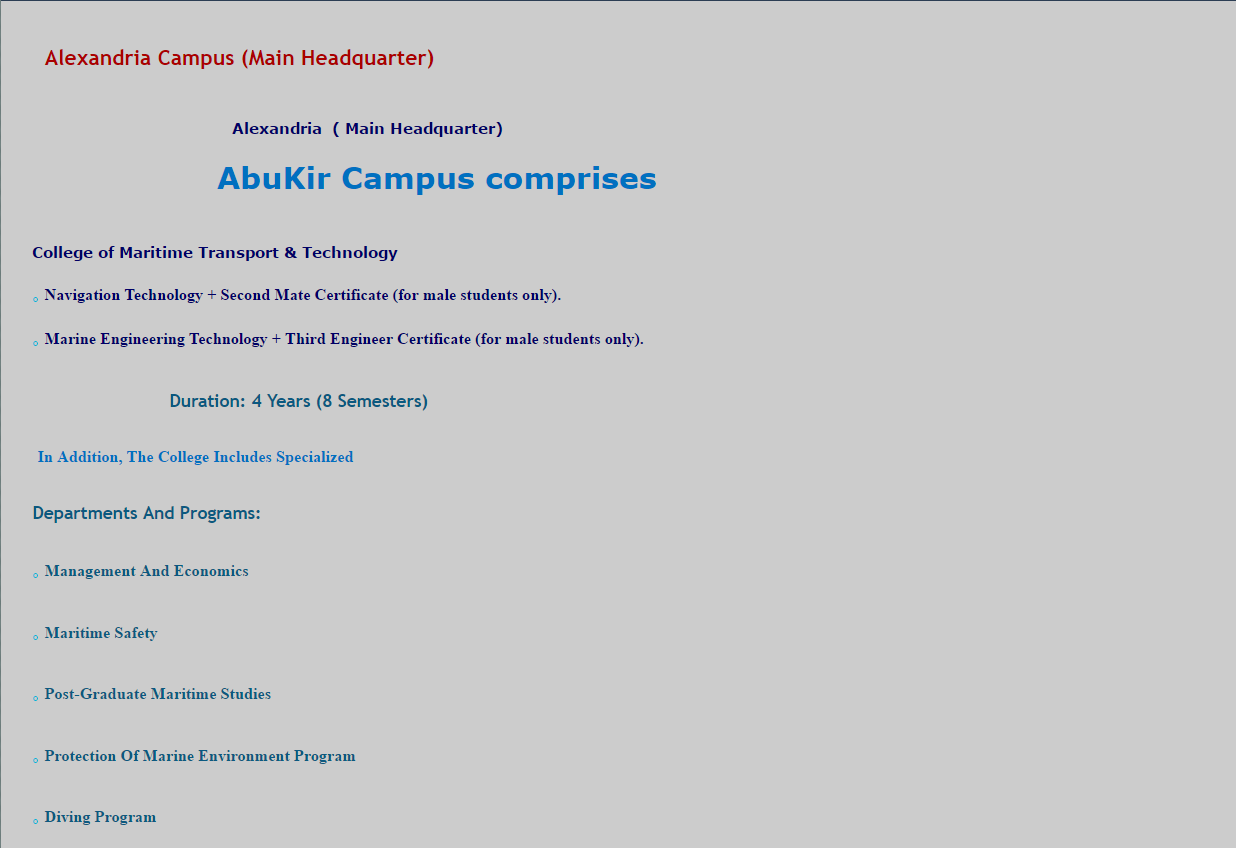 Alexandria Campus (Main Headquarter)
Alexandria ( Main Headquarter)
AbuKir Campus comprises
College of Maritime Transport & Technology
Navigation Technology + Second Mate Certificate (for male students only).
Marine Engineering Technology + Third Engineer Certificate (for male students only).
Duration: 4 Years (8 Semesters)
In Addition, The College Includes Specialized
Departments And Programs:
Management And Economics
Maritime Safety
Post-Graduate Maritime Studies
Protection Of Marine Environment Program
Diving Program